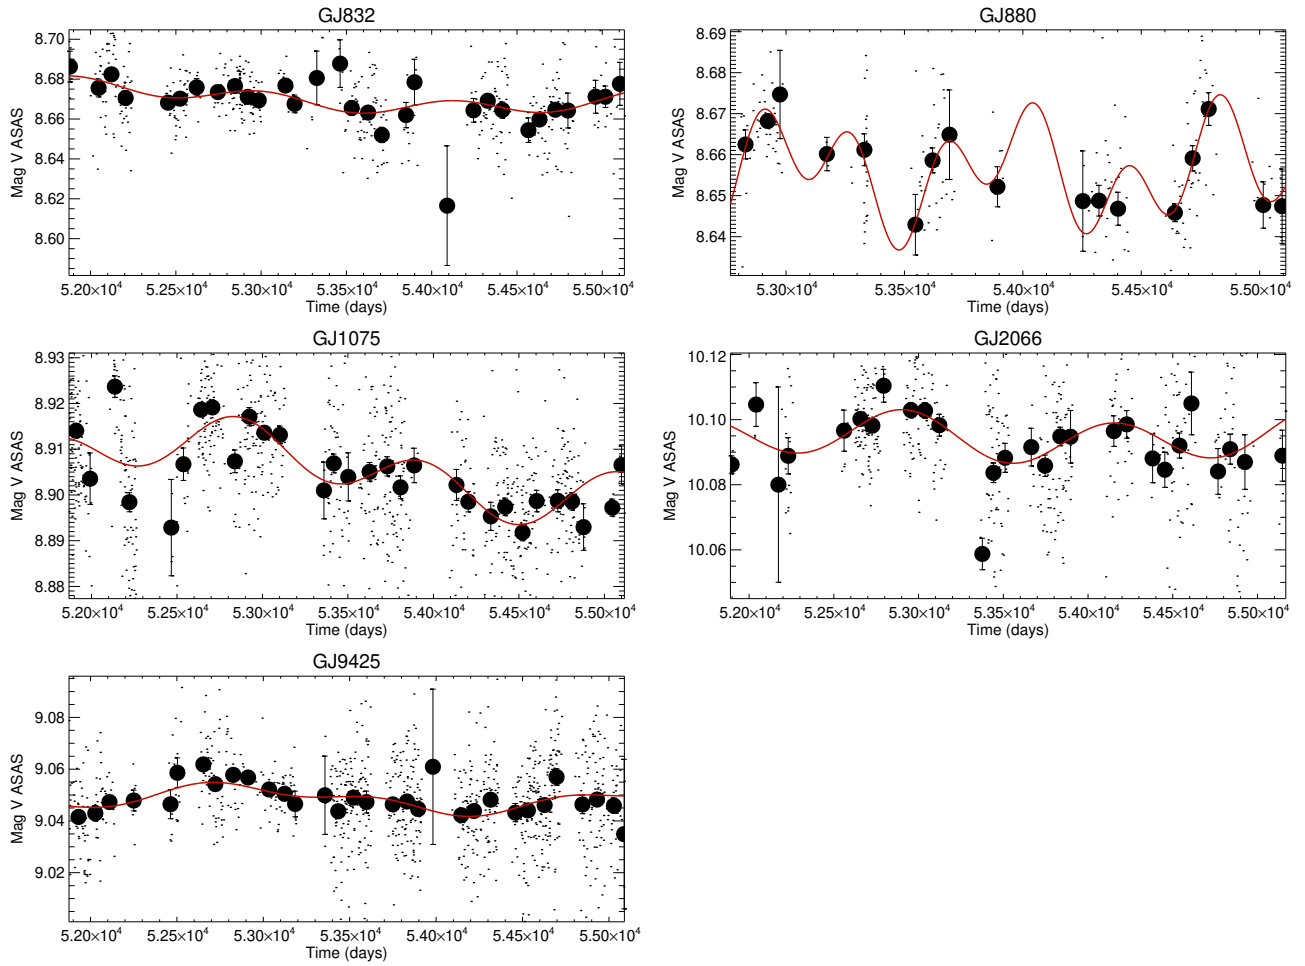 GJ832
Mag V ASAS
8.70
8.68
8.66
8.64
8.62
8.60
5.20×10⁴ 5.25×10⁴ 5.30×10⁴ 5.35×10⁴ 5.40×10⁴ 5.45×10⁴ 5.50×10⁴
Time (days)
GJ880
Mag V ASAS
8.69
8.68
8.67
8.66
8.65
8.64
5.30×10⁴ 5.35×10⁴ 5.40×10⁴ 5.45×10⁴ 5.50×10⁴
Time (days)
GJ1075
Mag V ASAS
8.93
8.92
8.91
8.90
8.89
8.88
5.20×10⁴ 5.25×10⁴ 5.30×10⁴ 5.35×10⁴ 5.40×10⁴ 5.45×10⁴ 5.50×10⁴
Time (days)
GJ2066
Mag V ASAS
10.12
10.10
10.08
10.06
5.20×10⁴ 5.25×10⁴ 5.30×10⁴ 5.35×10⁴ 5.40×10⁴ 5.45×10⁴ 5.50×10⁴
Time (days)
GJ9425
Mag V ASAS
9.08
9.06
9.04
9.02
5.20×10⁴ 5.25×10⁴ 5.30×10⁴ 5.35×10⁴ 5.40×10⁴ 5.45×10⁴ 5.50×10⁴
Time (days)